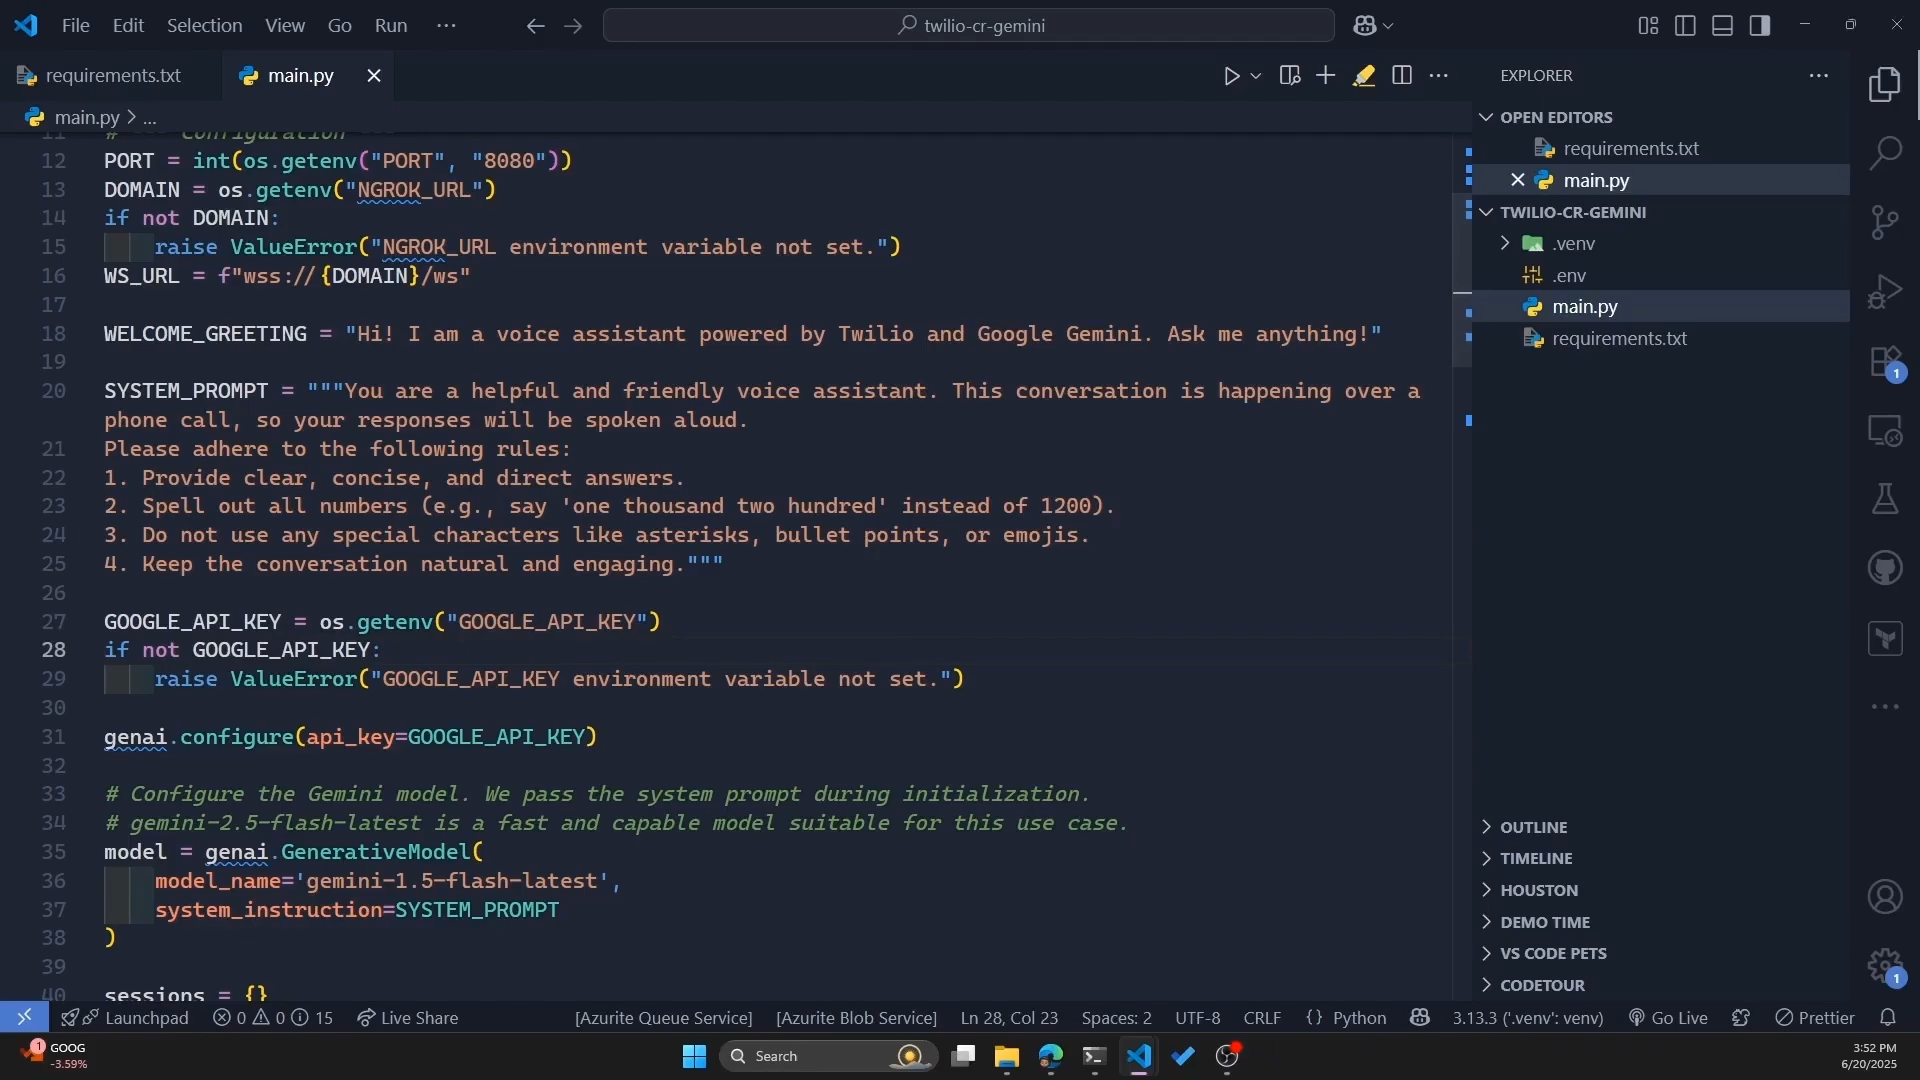 File Edit Selection View Go Run ···
twilio-cr-gemini
requirements.txt
main.py
EXPLORER
main.py > ...
OPEN EDITORS
requirements.txt
main.py
TWILIO-CR-GEMINI
.venv
.env
main.py
requirements.txt
11 # --- Configuration ---
12 PORT = int(os.getenv("PORT", "8080"))
13 DOMAIN = os.getenv("NGROK_URL")
14 if not DOMAIN:
15 raise ValueError("NGROK_URL environment variable not set.")
16 WS_URL = f"wss://{DOMAIN}/ws"
17
18 WELCOME_GREETING = "Hi! I am a voice assistant powered by Twilio and Google Gemini. Ask me anything!"
19
20 SYSTEM_PROMPT = """You are a helpful and friendly voice assistant. This conversation is happening over a
phone call, so your responses will be spoken aloud.
21 Please adhere to the following rules:
22 1. Provide clear, concise, and direct answers.
23 2. Spell out all numbers (e.g., say 'one thousand two hundred' instead of 1200).
24 3. Do not use any special characters like asterisks, bullet points, or emojis.
25 4. Keep the conversation natural and engaging."""
26
27 GOOGLE_API_KEY = os.getenv("GOOGLE_API_KEY")
28 if not GOOGLE_API_KEY:
29 raise ValueError("GOOGLE_API_KEY environment variable not set.")
30
31 genai.configure(api_key=GOOGLE_API_KEY)
32
33 # Configure the Gemini model. We pass the system prompt during initialization.
34 # gemini-2.5-flash-latest is a fast and capable model suitable for this use case.
35 model = genai.GenerativeModel(
36 model_name='gemini-1.5-flash-latest',
37 system_instruction=SYSTEM_PROMPT
38 )
39
40 sessions = {}
1
OUTLINE
TIMELINE
HOUSTON
DEMO TIME
VS CODE PETS
CODETOUR
1
Launchpad 0 0 15 Live Share [Azurite Queue Service] [Azurite Blob Service] Ln 28, Col 23 Spaces: 2 UTF-8 CRLF {} Python 3.13.3 ('.venv': venv) Go Live Prettier
1
GOOG
-3.59%
Search
3:52 PM
6/20/2025